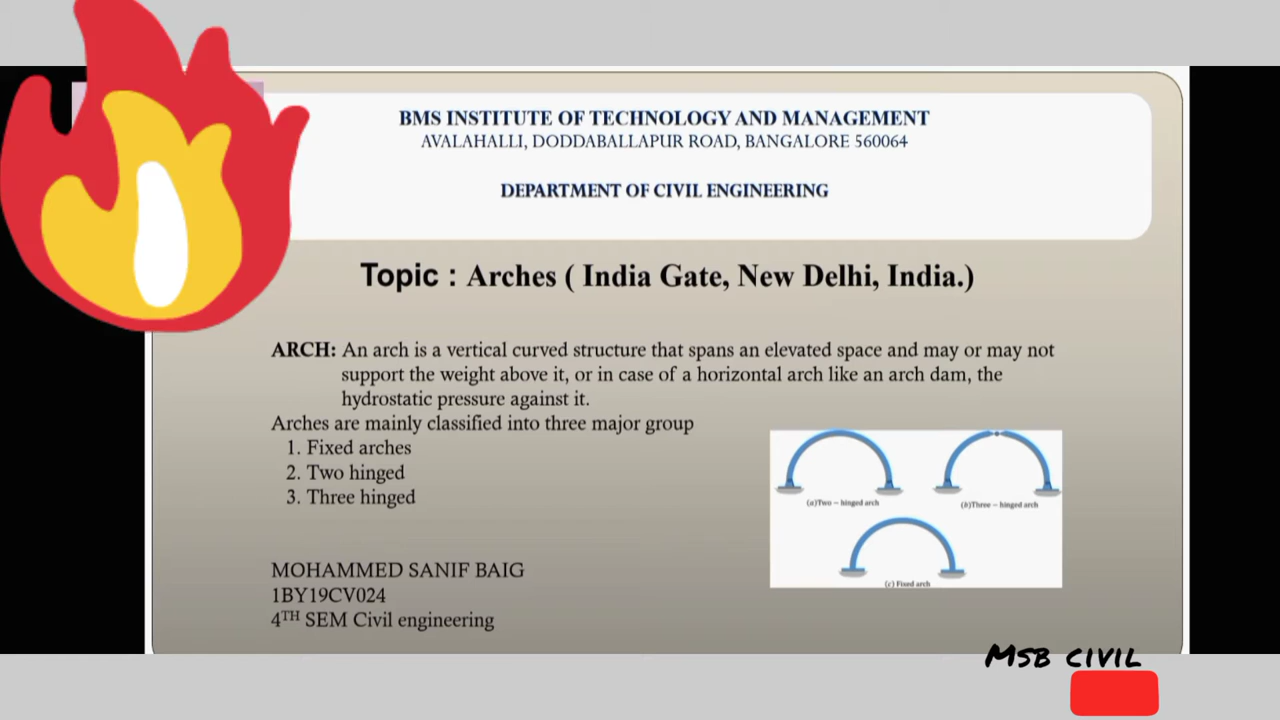 BMS INSTITUTE OF TECHNOLOGY AND MANAGEMENT
AVALAHALLI, DODDABALLAPUR ROAD, BANGALORE 560064
DEPARTMENT OF CIVIL ENGINEERING
Topic : Arches ( India Gate, New Delhi, India.)
ARCH: An arch is a vertical curved structure that spans an elevated space and may or may not
support the weight above it, or in case of a horizontal arch like an arch dam, the
hydrostatic pressure against it.
Arches are mainly classified into three major group
1. Fixed arches
2. Two hinged
3. Three hinged
(a)Two – hinged arch
(b)Three – hinged arch
(c) Fixed arch
MOHAMMED SANIF BAIG
1BY19CV024
4TH SEM Civil engineering
MSB CIVIL